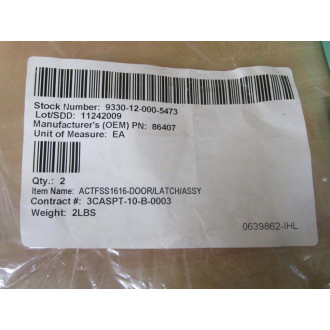 Stock Number: 9330-12-000-5473
Lot/SDD: 11242009
Manufacturer's (OEM) PN: 86407
Unit of Measure: EA
Qty.: 2
Item Name: ACTFSS1616-DOOR/LATCH/ASSY
Contract #: 3CASPT-10-B-0003
Weight: 2LBS
0639862-IHL